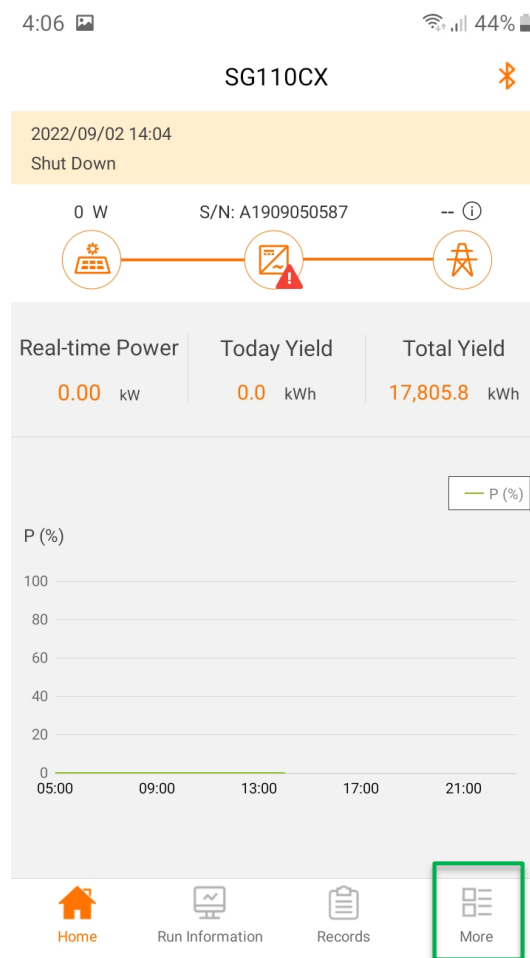 4:06 44%
SG110CX
2022/09/02 14:04
Shut Down
0 W S/N: A1909050587 --
Real-time Power Today Yield Total Yield
0.00 kW 0.0 kWh 17,805.8 kWh
P (%)
P (%)
100
80
60
40
20
0
05:00 09:00 13:00 17:00 21:00
Home Run Information Records More